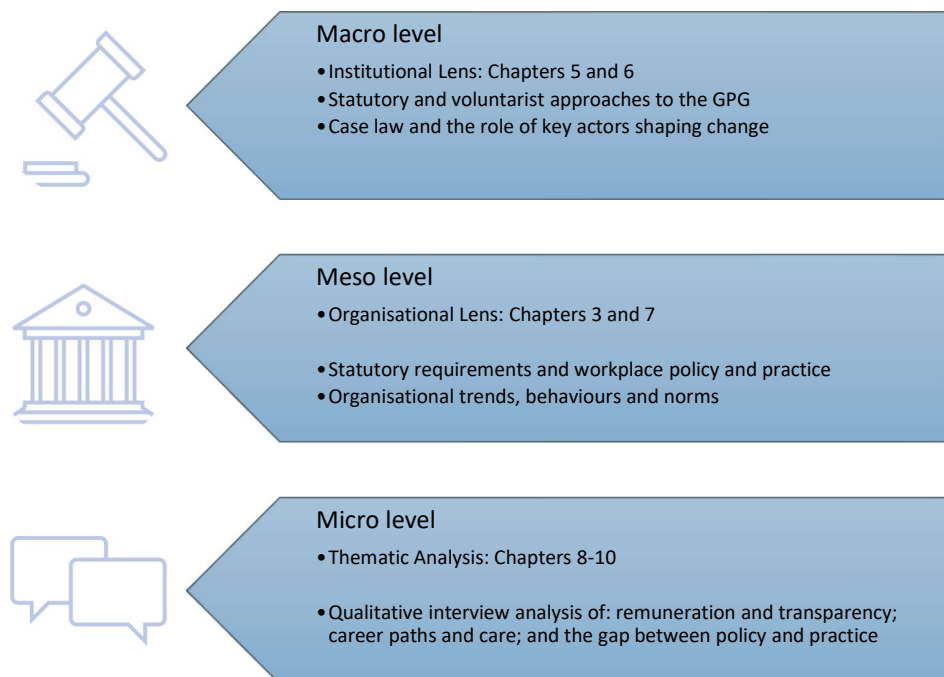 Macro level
•Institutional Lens: Chapters 5 and 6
•Statutory and voluntarist approaches to the GPG
•Case law and the role of key actors shaping change
Meso level
•Organisational Lens: Chapters 3 and 7
•Statutory requirements and workplace policy and practice
•Organisational trends, behaviours and norms
Micro level
•Thematic Analysis: Chapters 8-10
•Qualitative interview analysis of: remuneration and transparency;
career paths and care; and the gap between policy and practice